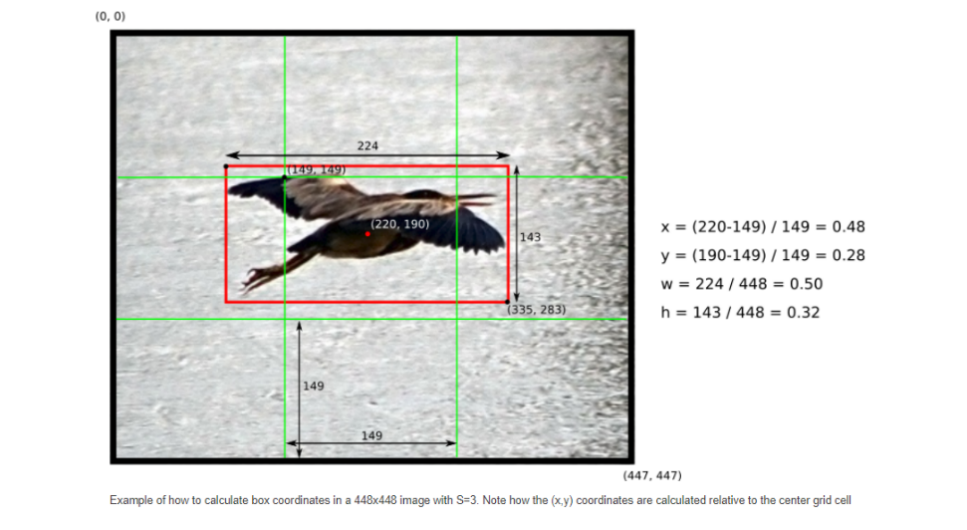 (0, 0)
224
(149, 149)
(220, 190)
143
x = (220-149) / 149 = 0.48
y = (190-149) / 149 = 0.28
w = 224 / 448 = 0.50
h = 143 / 448 = 0.32
(335, 283)
149
149
(447, 447)
Example of how to calculate box coordinates in a 448x448 image with S=3. Note how the (x,y) coordinates are calculated relative to the center grid cell